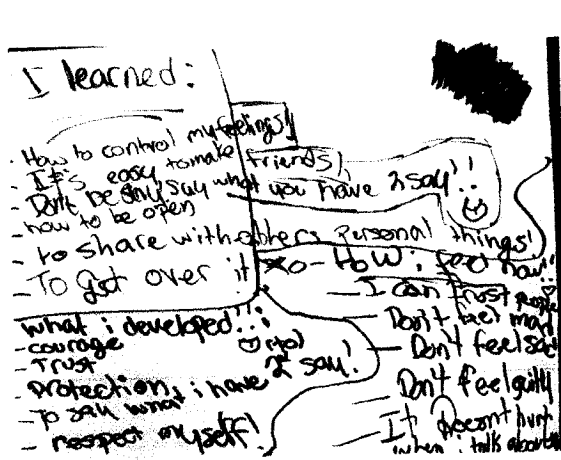 I learned:
- How to control my feelings!
- It's easy to make friends!
- Don't be shy, say what you have 2 say!!
- how to be open
- to share with others personal things!
- To Get over it
what i developed!!:
- courage
- Trust
- protection
- To say what i have 2 say!
- respect myself!
How i feel now!!
- I can trust people
- Don't feel mad
- Don't feel sad
- Don't feel guilty
- It Doesn't hurt
when i talk about